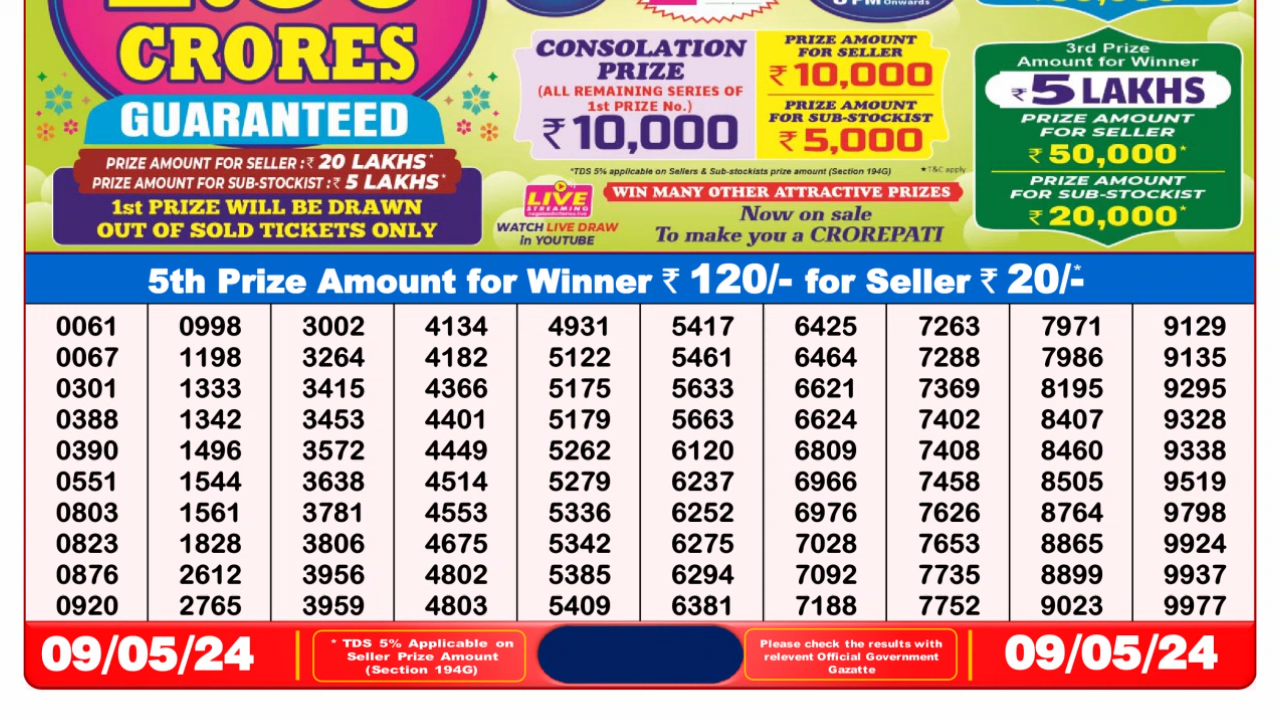 CRORES
GUARANTEED
PRIZE AMOUNT FOR SELLER :₹ 20 LAKHS*
PRIZE AMOUNT FOR SUB-STOCKIST :₹ 5 LAKHS*
1st PRIZE WILL BE DRAWN
OUT OF SOLD TICKETS ONLY
Onwards
CONSOLATION
PRIZE
(ALL REMAINING SERIES OF
1st PRIZE No.)
₹ 10,000
PRIZE AMOUNT
FOR SELLER
₹ 10,000
PRIZE AMOUNT
FOR SUB-STOCKIST
₹ 5,000
*TDS 5% applicable on Sellers & Sub-stockists prize amount (Section 194G)
★T&C apply
LIVE
STREAMING
WATCH LIVE DRAW
in YOUTUBE
WIN MANY OTHER ATTRACTIVE PRIZES
Now on sale
To make you a CROREPATI
3rd Prize
Amount for Winner
₹ 5 LAKHS
PRIZE AMOUNT
FOR SELLER
₹ 50,000*
PRIZE AMOUNT
FOR SUB-STOCKIST
₹ 20,000*
5th Prize Amount for Winner ₹ 120/- for Seller ₹ 20/-*
0061 0998 3002 4134 4931 5417 6425 7263 7971 9129
0067 1198 3264 4182 5122 5461 6464 7288 7986 9135
0301 1333 3415 4366 5175 5633 6621 7369 8195 9295
0388 1342 3453 4401 5179 5663 6624 7402 8407 9328
0390 1496 3572 4449 5262 6120 6809 7408 8460 9338
0551 1544 3638 4514 5279 6237 6966 7458 8505 9519
0803 1561 3781 4553 5336 6252 6976 7626 8764 9798
0823 1828 3806 4675 5342 6275 7028 7653 8865 9924
0876 2612 3956 4802 5385 6294 7092 7735 8899 9937
0920 2765 3959 4803 5409 6381 7188 7752 9023 9977
09/05/24
* TDS 5% Applicable on
Seller Prize Amount
(Section 194G)
Please check the results with
relevent Official Government
Gazatte
09/05/24